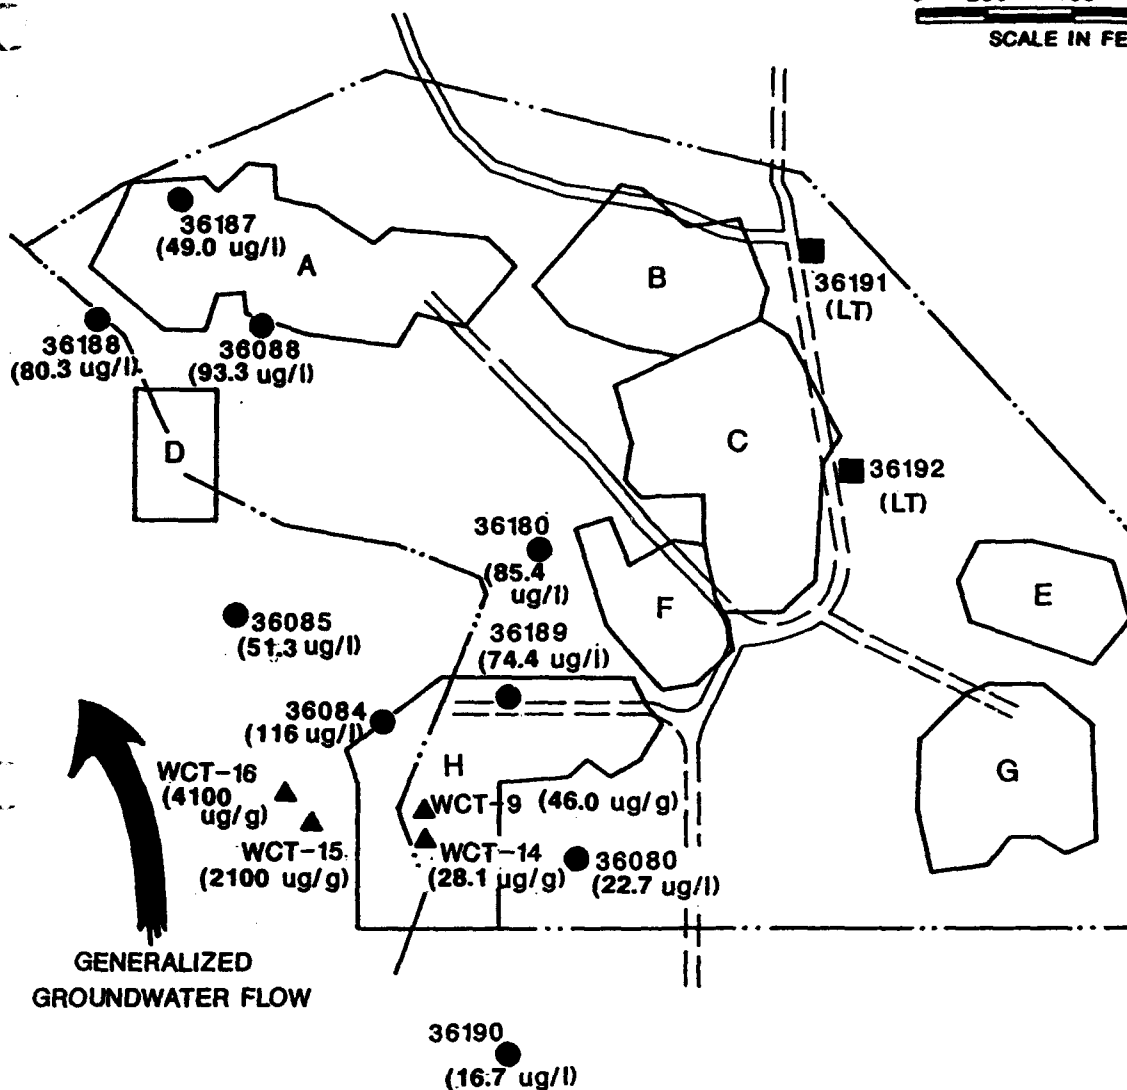 SCALE IN FE
36187
(49.0 ug/l)
A
B
36191
(LT)
36188
(80.3 ug/l)
36088
(93.3 ug/l)
D
C
36192
(LT)
36180
(85.4
ug/l)
F
E
36085
(51.3 ug/l)
36189
(74.4 ug/l)
36084
(116 ug/l)
H
G
WCT-16
(4100
ug/g)
WCT-9 (46.0 ug/g)
WCT-15
(2100 ug/g)
WCT-14
(28.1 ug/g)
36080
(22.7 ug/l)
GENERALIZED
GROUNDWATER FLOW
36190
(16.7 ug/l)